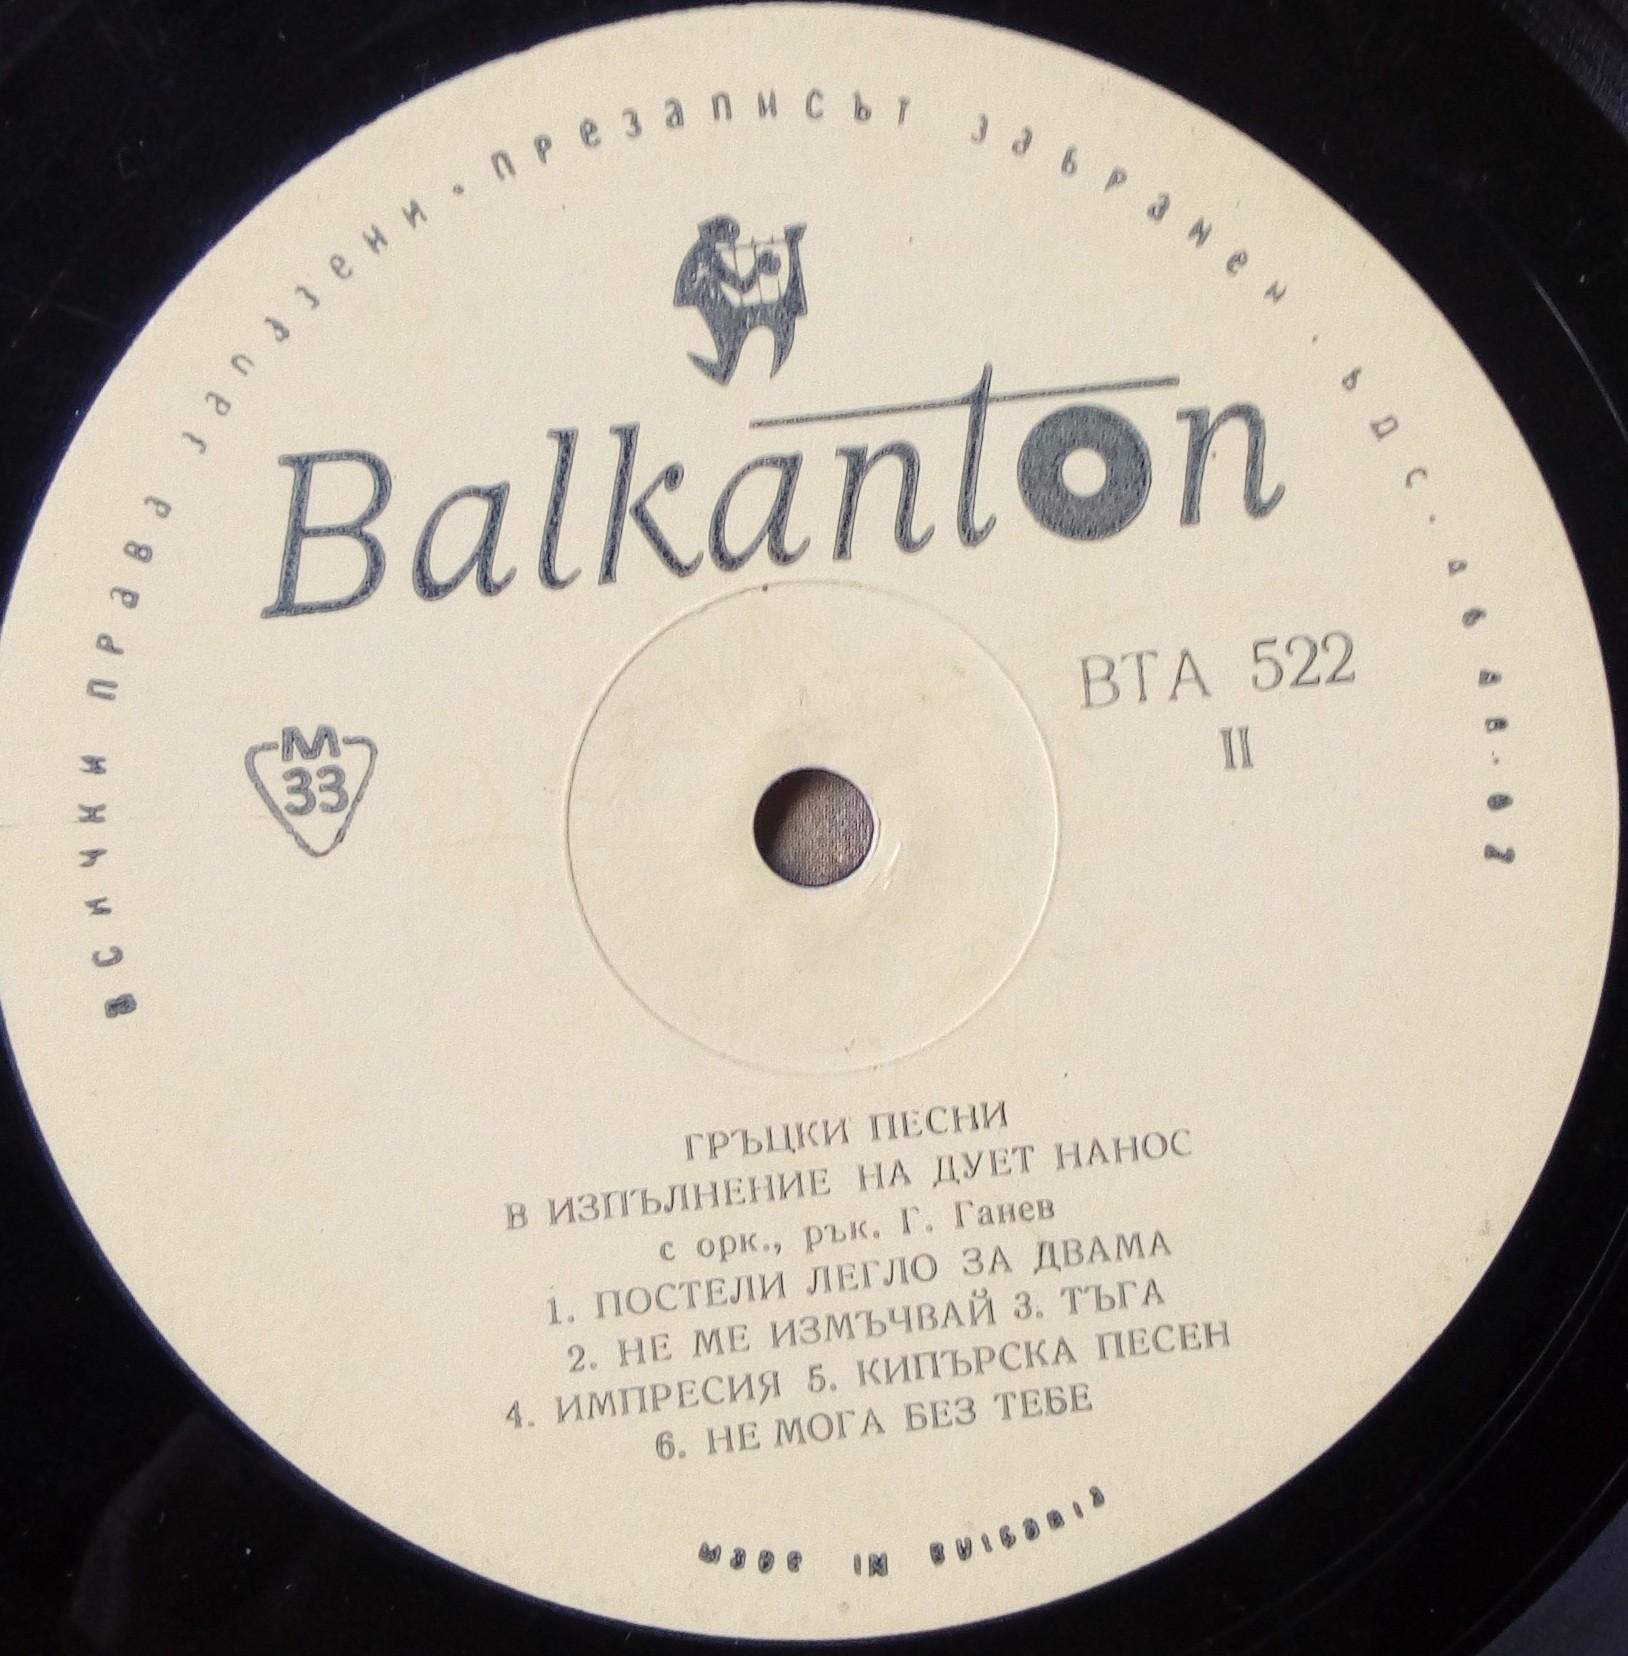 всички права запазени · презаписът забранен · БДС ·
Balkanton
ВТА 522
II
М
33
ГРЪЦКИ ПЕСНИ
В ИЗПЪЛНЕНИЕ НА ДУЕТ НАНОС
с орк., рък. Г. Ганев
1. ПОСТЕЛИ ЛЕГЛО ЗА ДВАМА
2. НЕ МЕ ИЗМЪЧВАЙ 3. ТЪГА
4. ИМПРЕСИЯ 5. КИПЪРСКА ПЕСЕН
6. НЕ МОГА БЕЗ ТЕБЕ
made in Bulgaria